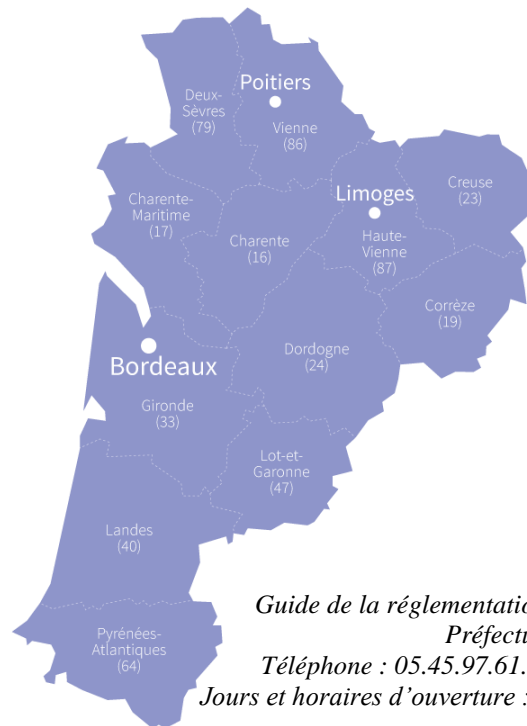 Poitiers
Deux-
Sèvres
(79)
Vienne
(86)
Limoges
Creuse
(23)
Charente-
Maritime
(17)
Charente
(16)
Haute-
Vienne
(87)
Corrèze
(19)
Bordeaux
Dordogne
(24)
Gironde
(33)
Lot-et-
Garonne
(47)
Landes
(40)
Pyrénées-
Atlantiques
(64)
Guide de la réglementatio
Préfectu
Téléphone : 05.45.97.61.
Jours et horaires d’ouverture :